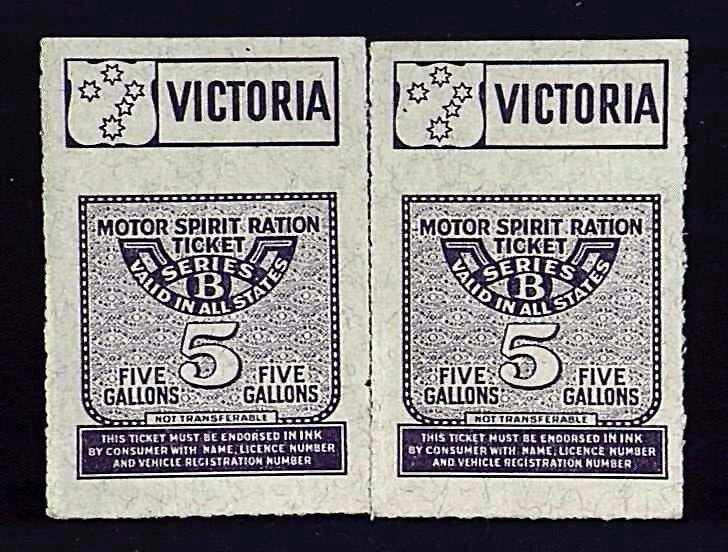 VICTORIA
MOTOR SPIRIT RATION
TICKET
SERIES
B
VALID IN ALL STATES
5
FIVE GALLONS
FIVE GALLONS
NOT TRANSFERABLE
THIS TICKET MUST BE ENDORSED IN INK
BY CONSUMER WITH NAME, LICENCE NUMBER
AND VEHICLE REGISTRATION NUMBER
VICTORIA
MOTOR SPIRIT RATION
TICKET
SERIES
B
VALID IN ALL STATES
5
FIVE GALLONS
FIVE GALLONS
NOT TRANSFERABLE
THIS TICKET MUST BE ENDORSED IN INK
BY CONSUMER WITH NAME, LICENCE NUMBER
AND VEHICLE REGISTRATION NUMBER